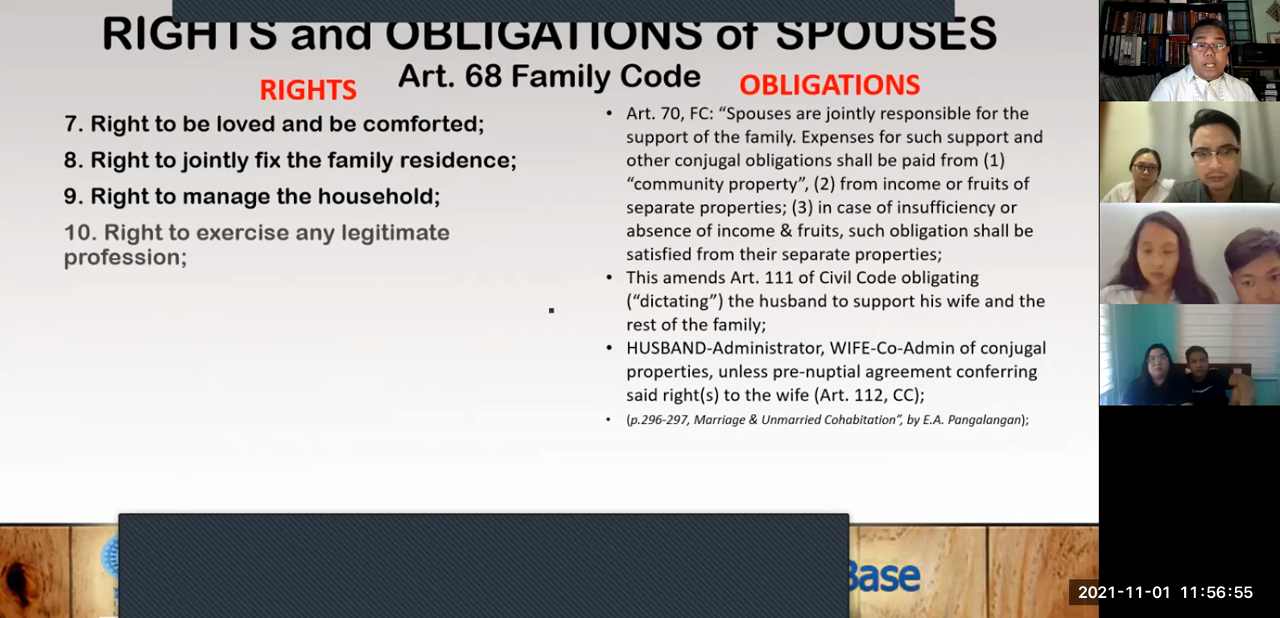 RIGHTS and OBLIGATIONS of SPOUSES
Art. 68 Family Code
RIGHTS
7. Right to be loved and be comforted;
8. Right to jointly fix the family residence;
9. Right to manage the household;
10. Right to exercise any legitimate
profession;
OBLIGATIONS
• Art. 70, FC: “Spouses are jointly responsible for the
support of the family. Expenses for such support and
other conjugal obligations shall be paid from (1)
“community property”, (2) from income or fruits of
separate properties; (3) in case of insufficiency or
absence of income & fruits, such obligation shall be
satisfied from their separate properties;
• This amends Art. 111 of Civil Code obligating
(“dictating”) the husband to support his wife and the
rest of the family;
• HUSBAND-Administrator, WIFE-Co-Admin of conjugal
properties, unless pre-nuptial agreement conferring
said right(s) to the wife (Art. 112, CC);
• (p.296-297, Marriage & Unmarried Cohabitation”, by E.A. Pangalangan);
Base
2021-11-01 11:56:55